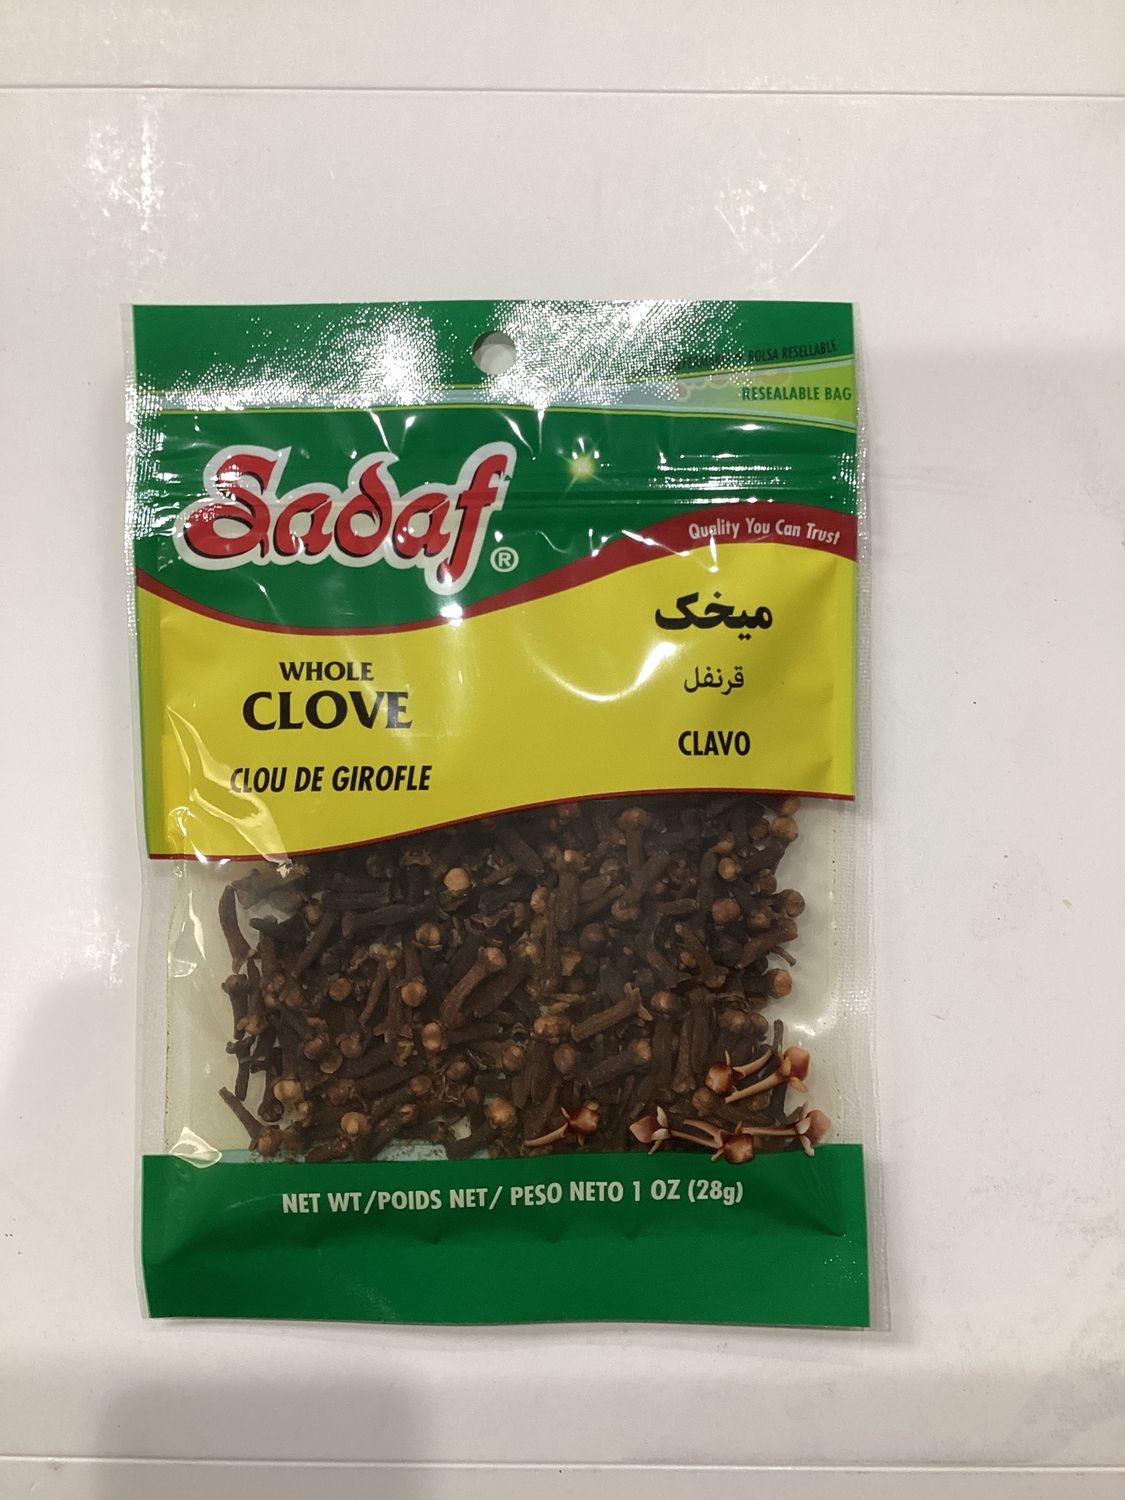 BOLSA RESELLABLE
RESEALABLE BAG
Sadaf®
Quality You Can Trust
WHOLE
CLOVE
CLOU DE GIROFLE
میخک
قرنفل
CLAVO
NET WT/POIDS NET/ PESO NETO 1 OZ (28g)